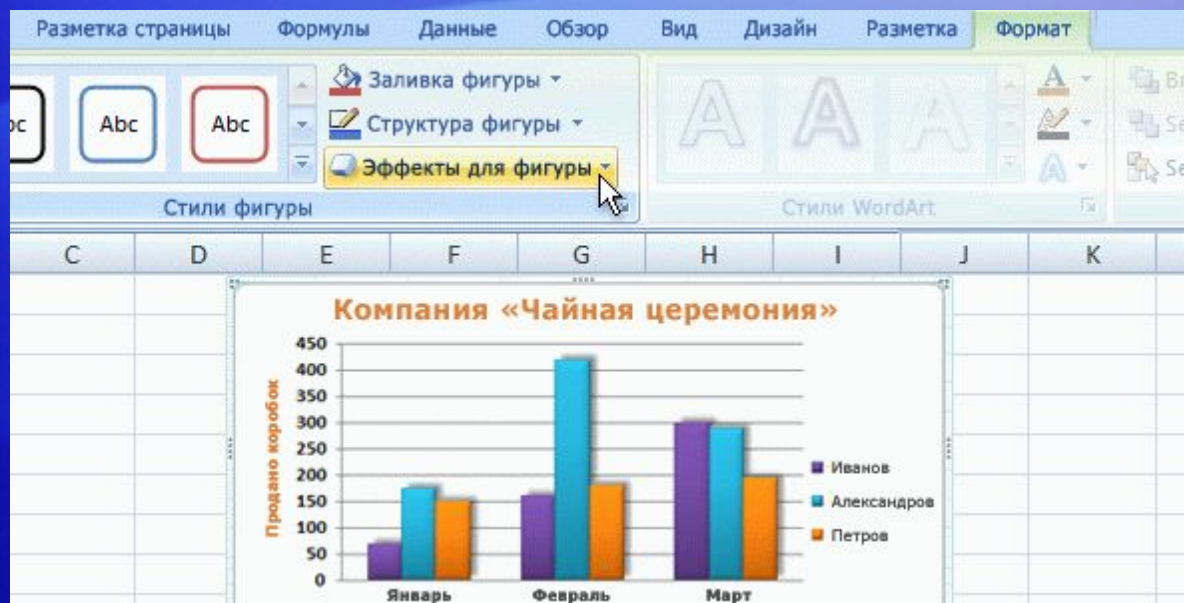 Разметка страницы Формулы Данные Обзор Вид Дизайн Разметка Формат
Заливка фигуры
Abc Abc Структура фигуры
Эффекты для фигуры
Стили фигуры Стили WordArt
C D E F G H I J K
Компания «Чайная церемония»
Продано коробок
450
400
350
300
250
200
150
100
50
0
Иванов
Александров
Петров
Январь Февраль Март